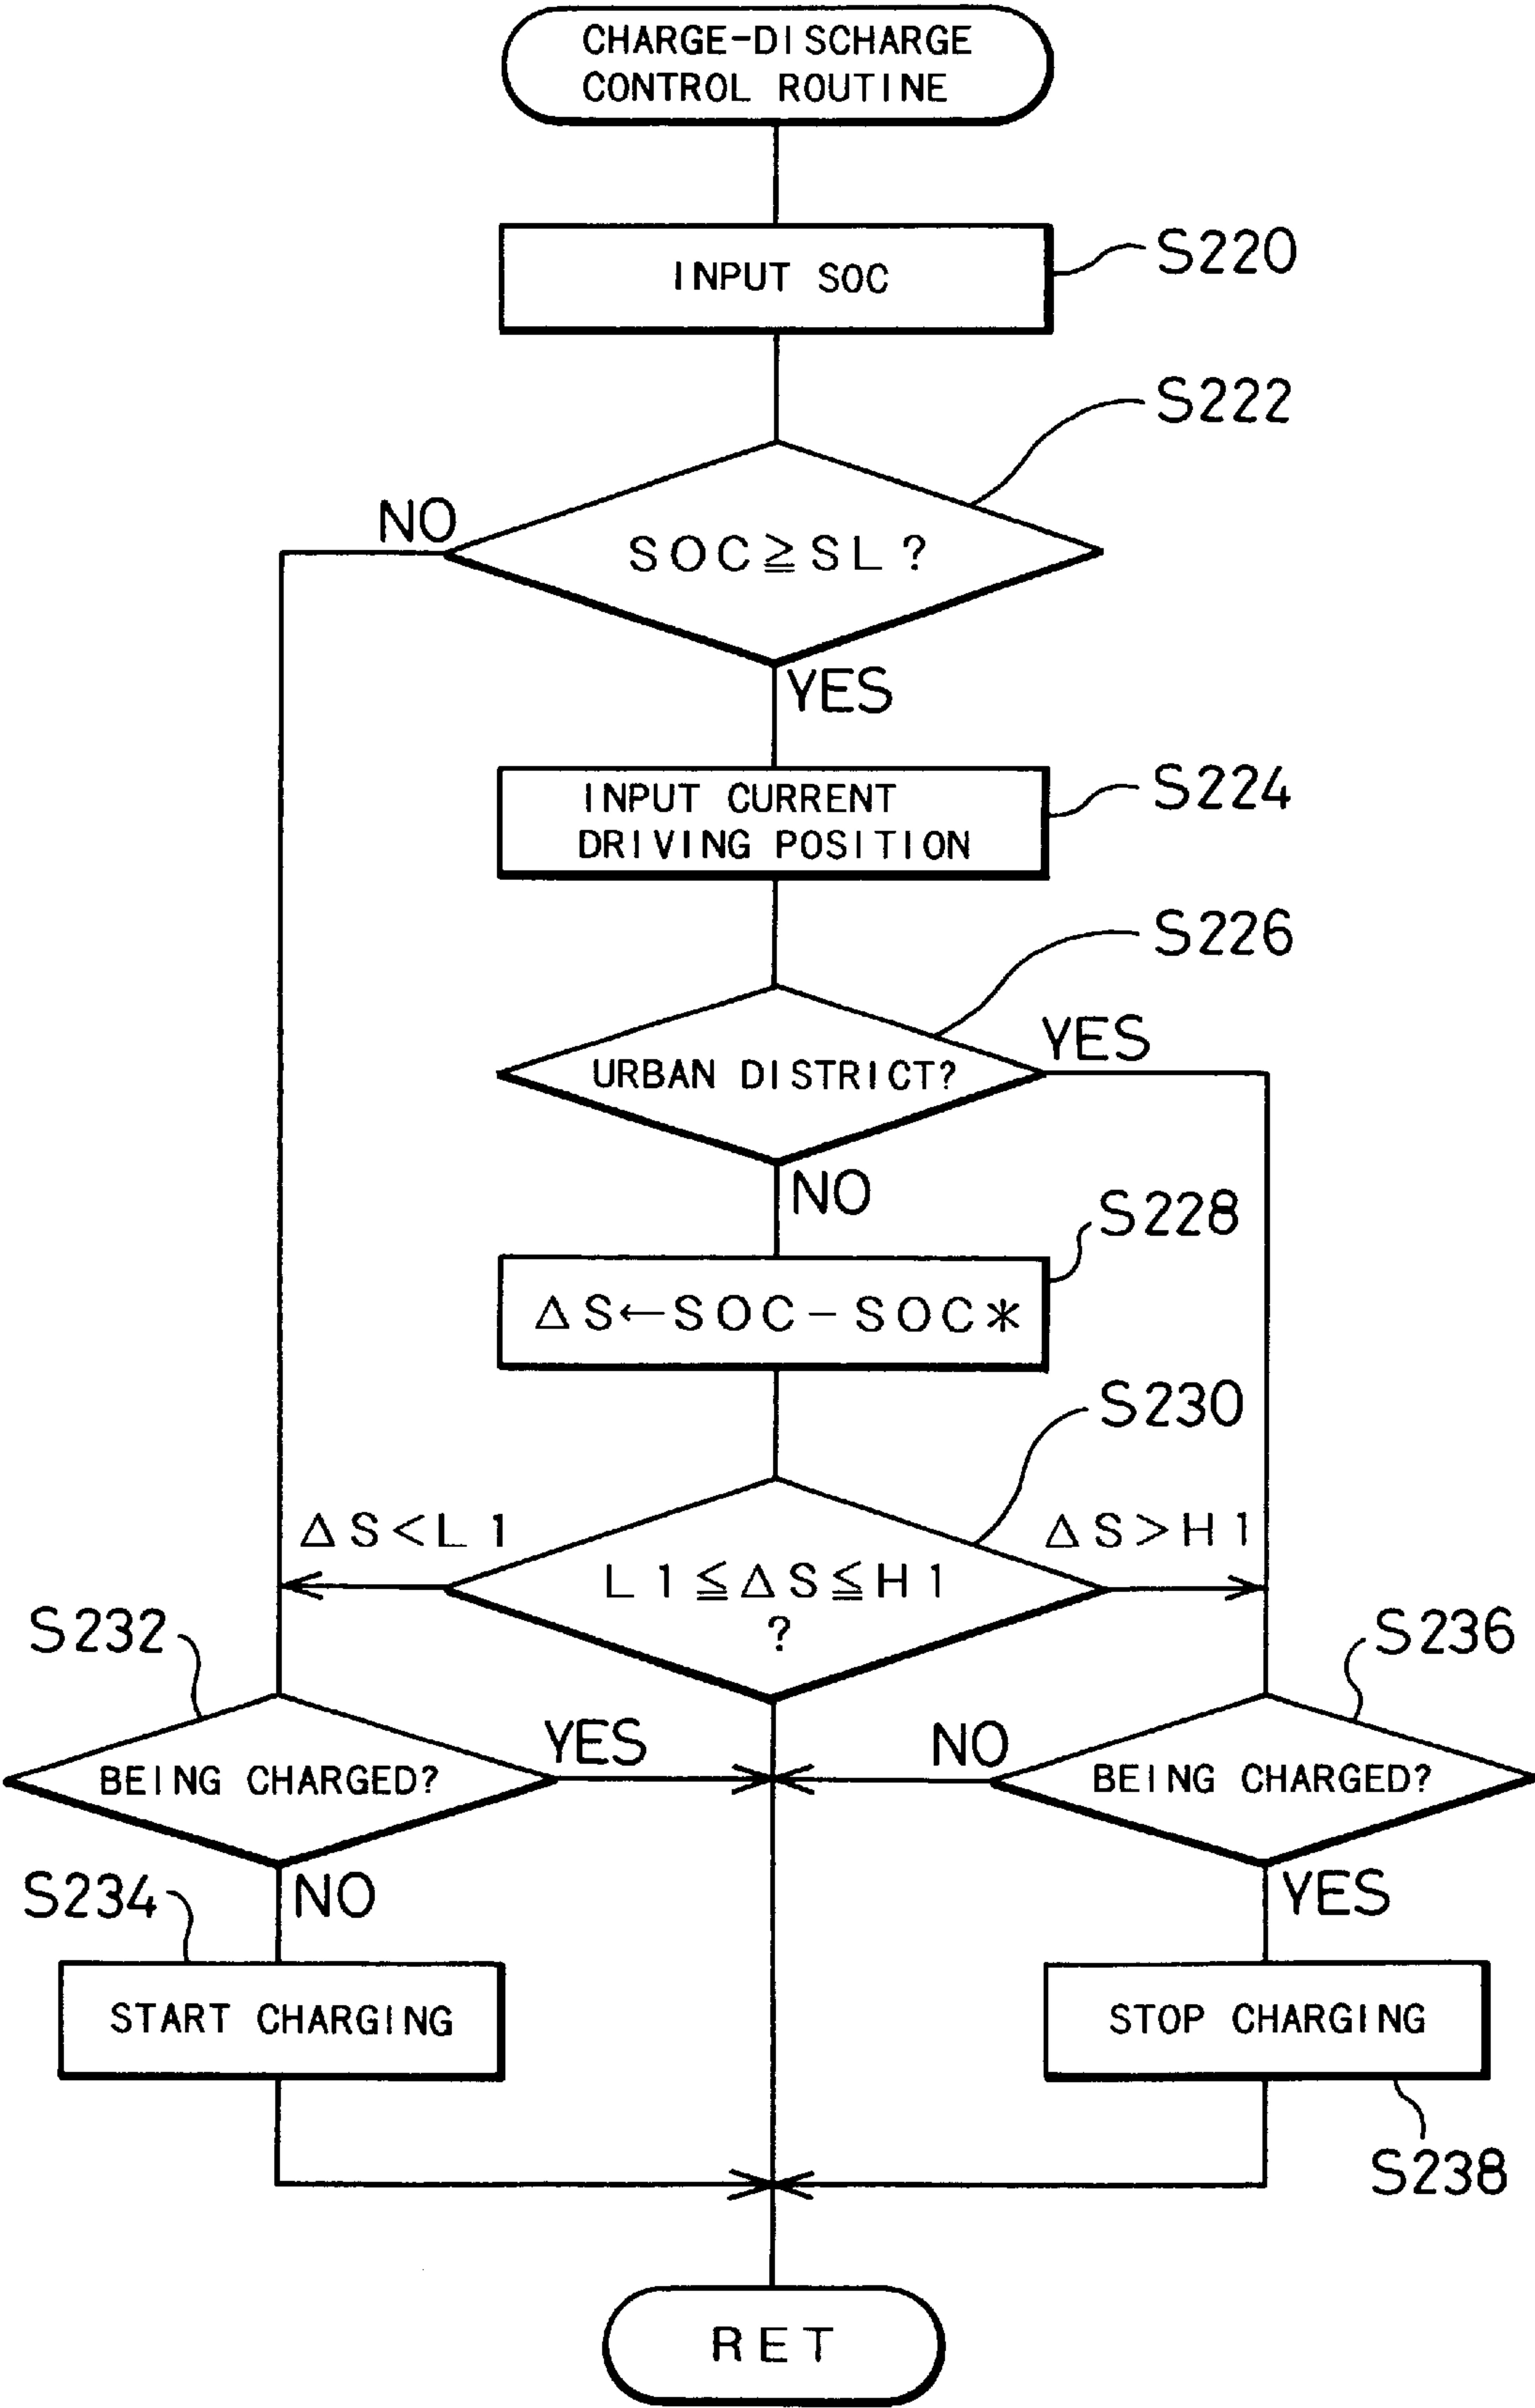 CHARGE-DISCHARGE
CONTROL ROUTINE
INPUT SOC
S220
S222
NO
SOC≧SL?
YES
INPUT CURRENT
DRIVING POSITION
S224
S226
YES
URBAN DISTRICT?
NO
S228
ΔS←SOC-SOC*
S230
ΔS<L1
ΔS>H1
L1≦ΔS≦H1
?
S232
S236
YES
NO
BEING CHARGED?
BEING CHARGED?
S234
NO
YES
START CHARGING
STOP CHARGING
S238
RET